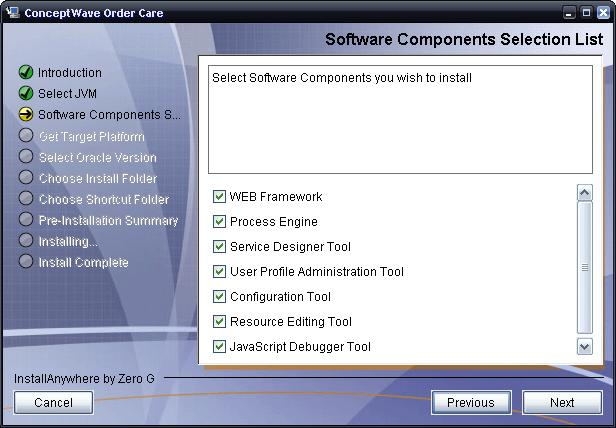 ConceptWave Order Care
Software Components Selection List
Introduction
Select JVM
Software Components S...
Get Target Platform
Select Oracle Version
Choose Install Folder
Choose Shortcut Folder
Pre-Installation Summary
Installing...
Install Complete
Select Software Components you wish to install
WEB Framework
Process Engine
Service Designer Tool
User Profile Administration Tool
Configuration Tool
Resource Editing Tool
JavaScript Debugger Tool
InstallAnywhere by Zero G
Cancel
Previous
Next